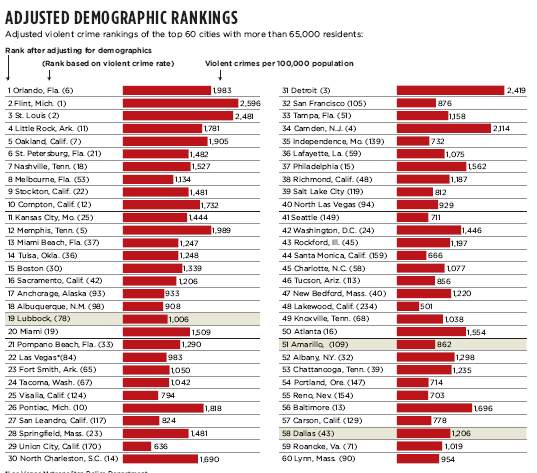 ADJUSTED DEMOGRAPHIC RANKINGS
Adjusted violent crime rankings of the top 60 cities with more than 65,000 residents:
Rank after adjusting for demographics
(Rank based on violent crime rate)
Violent crimes per 100,000 population
1 Orlando, Fla. (6) 1,983
2 Flint, Mich. (1) 2,596
3 St. Louis (2) 2,481
4 Little Rock, Ark. (11) 1,781
5 Oakland, Calif. (7) 1,905
6 St. Petersburg, Fla. (21) 1,482
7 Nashville, Tenn. (18) 1,527
8 Melbourne, Fla. (53) 1,134
9 Stockton, Calif. (22) 1,481
10 Compton, Calif. (12) 1,732
11 Kansas City, Mo. (25) 1,444
12 Memphis, Tenn. (5) 1,989
13 Miami Beach, Fla. (37) 1,247
14 Tulsa, Okla. (36) 1,248
15 Boston (30) 1,339
16 Sacramento, Calif. (42) 1,206
17 Anchorage, Alaska (93) 933
18 Albuquerque, N.M. (98) 908
19 Lubbock, (78) 1,006
20 Miami (19) 1,509
21 Pompano Beach, Fla. (33) 1,290
22 Las Vegas*(84) 983
23 Fort Smith, Ark. (65) 1,050
24 Tacoma, Wash. (67) 1,042
25 Visalia, Calif. (124) 794
26 Pontiac, Mich. (10) 1,818
27 San Leandro, Calif. (117) 824
28 Springfield, Mass. (23) 1,481
29 Union City, Calif. (170) 636
30 North Charleston, S.C. (14) 1,690
31 Detroit (3) 2,419
32 San Francisco (105) 876
33 Tampa, Fla. (51) 1,158
34 Camden, N.J. (4) 2,114
35 Independence, Mo. (139) 732
36 Lafayette, La. (59) 1,075
37 Philadelphia (15) 1,562
38 Richmond, Calif. (48) 1,187
39 Salt Lake City (119) 812
40 North Las Vegas (94) 929
41 Seattle (149) 711
42 Washington, D.C. (24) 1,446
43 Rockford, Ill. (45) 1,197
44 Santa Monica, Calif. (159) 666
45 Charlotte, N.C. (58) 1,077
46 Tucson, Ariz. (113) 856
47 New Bedford, Mass. (40) 1,220
48 Lakewood, Calif. (234) 501
49 Knoxville, Tenn. (68) 1,038
50 Atlanta (16) 1,554
51 Amarillo, (109) 862
52 Albany, N.Y. (32) 1,298
53 Chattanooga, Tenn. (39) 1,235
54 Portland, Ore. (147) 714
55 Reno, Nev. (154) 703
56 Baltimore (13) 1,696
57 Carson, Calif. (129) 778
58 Dallas (43) 1,206
59 Roanoke, Va. (71) 1,019
60 Lynn, Mass. (90) 954